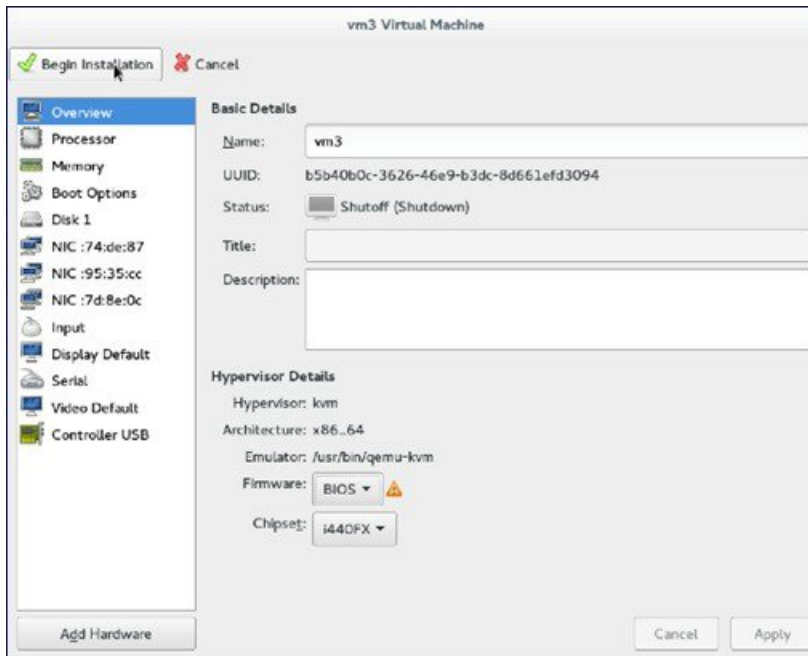 vm3 Virtual Machine
Begin Installation
Cancel
Overview
Processor
Memory
Boot Options
Disk 1
NIC :74:de:87
NIC :95:35:cc
NIC :7d:8e:0c
Input
Display Default
Serial
Video Default
Controller USB
Add Hardware
Basic Details
Name: vm3
UUID: b5b40b0c-3626-46e9-b3dc-8d661efd3094
Status: Shutoff (Shutdown)
Title:
Description:
Hypervisor Details
Hypervisor: kvm
Architecture: x86_64
Emulator: /usr/bin/qemu-kvm
Firmware: BIOS
Chipset: i440FX
Cancel Apply